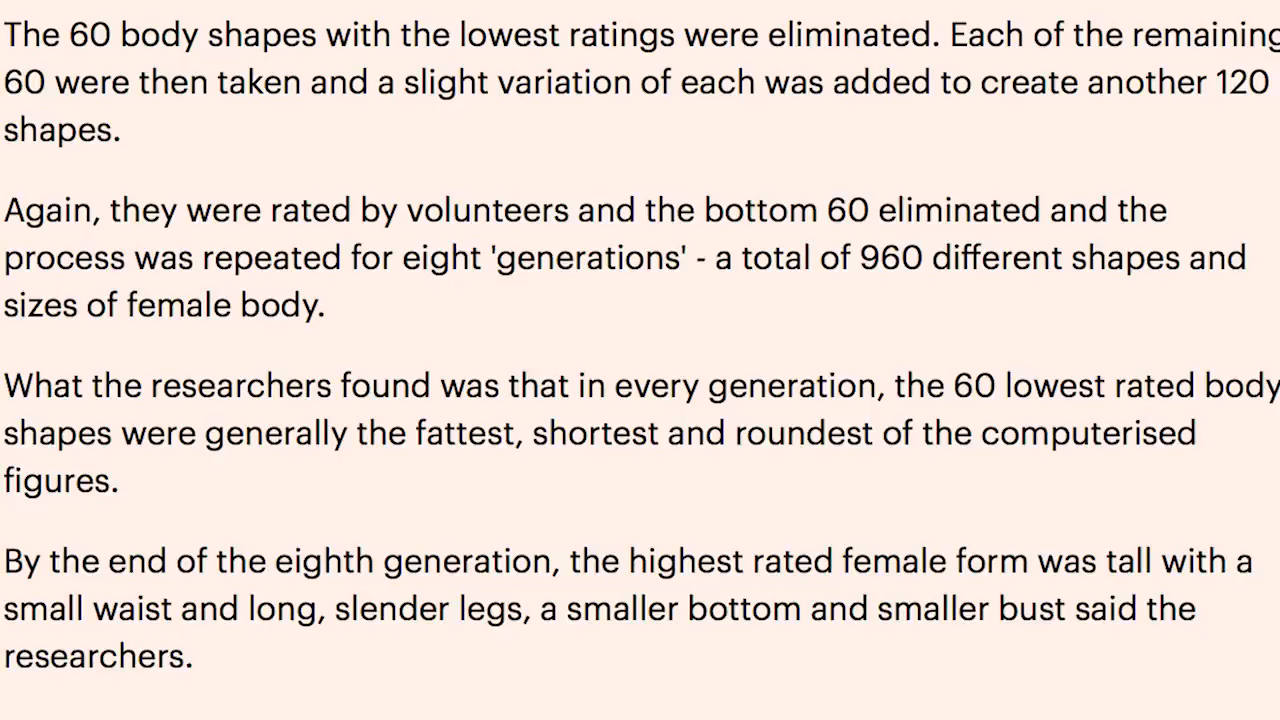 The 60 body shapes with the lowest ratings were eliminated. Each of the remaining
60 were then taken and a slight variation of each was added to create another 120
shapes.
Again, they were rated by volunteers and the bottom 60 eliminated and the
process was repeated for eight 'generations' - a total of 960 different shapes and
sizes of female body.
What the researchers found was that in every generation, the 60 lowest rated body
shapes were generally the fattest, shortest and roundest of the computerised
figures.
By the end of the eighth generation, the highest rated female form was tall with a
small waist and long, slender legs, a smaller bottom and smaller bust said the
researchers.